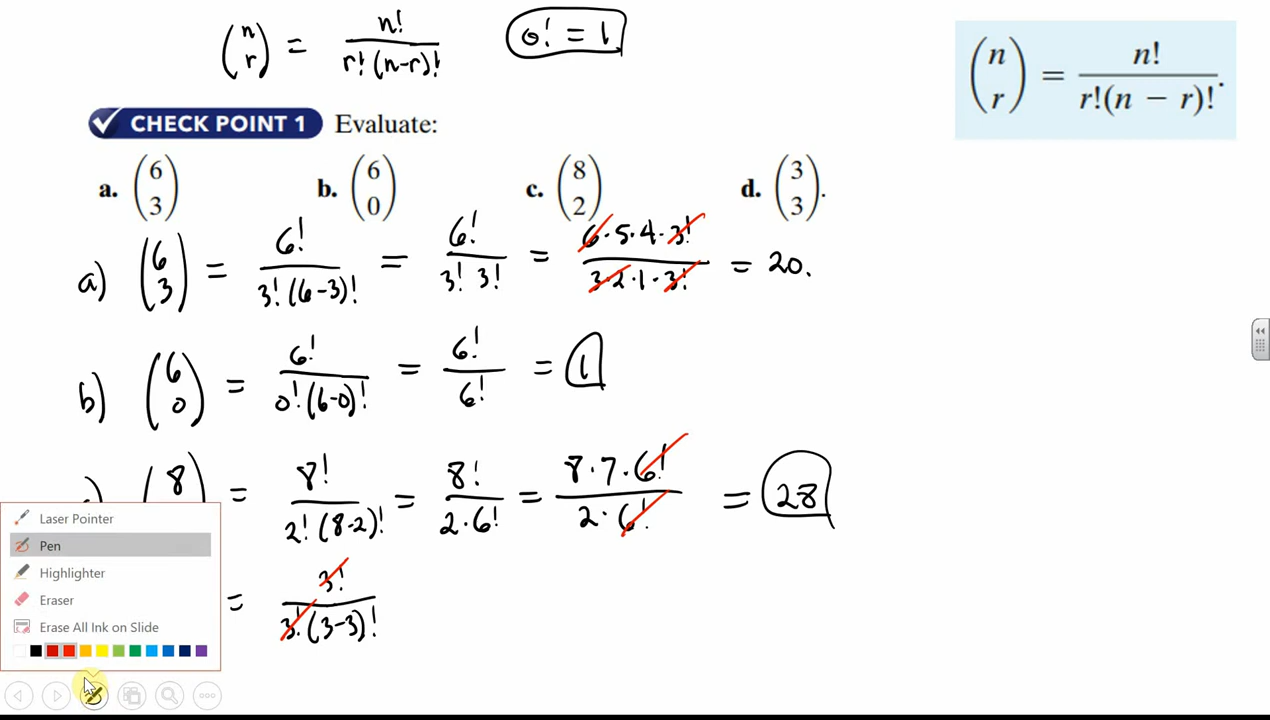 (n r) = n! / r!(n-r)!   0! = 1
(n r) = n! / r!(n − r)!.
CHECK POINT 1 Evaluate:
a. (6 3)   b. (6 0)   c. (8 2)   d. (3 3).
a) (6 3) = 6! / 3!(6-3)! = 6! / 3! 3! = 6·5·4·3! / 3·2·1·3! = 20.
b) (6 0) = 6! / 0!(6-0)! = 6! / 6! = 1
(8 = 8! / 2!(8-2)! = 8! / 2·6! = 8·7·6! / 2·6! = 28
= 3! / 3!(3-3)!
Laser Pointer
Pen
Highlighter
Eraser
Erase All Ink on Slide